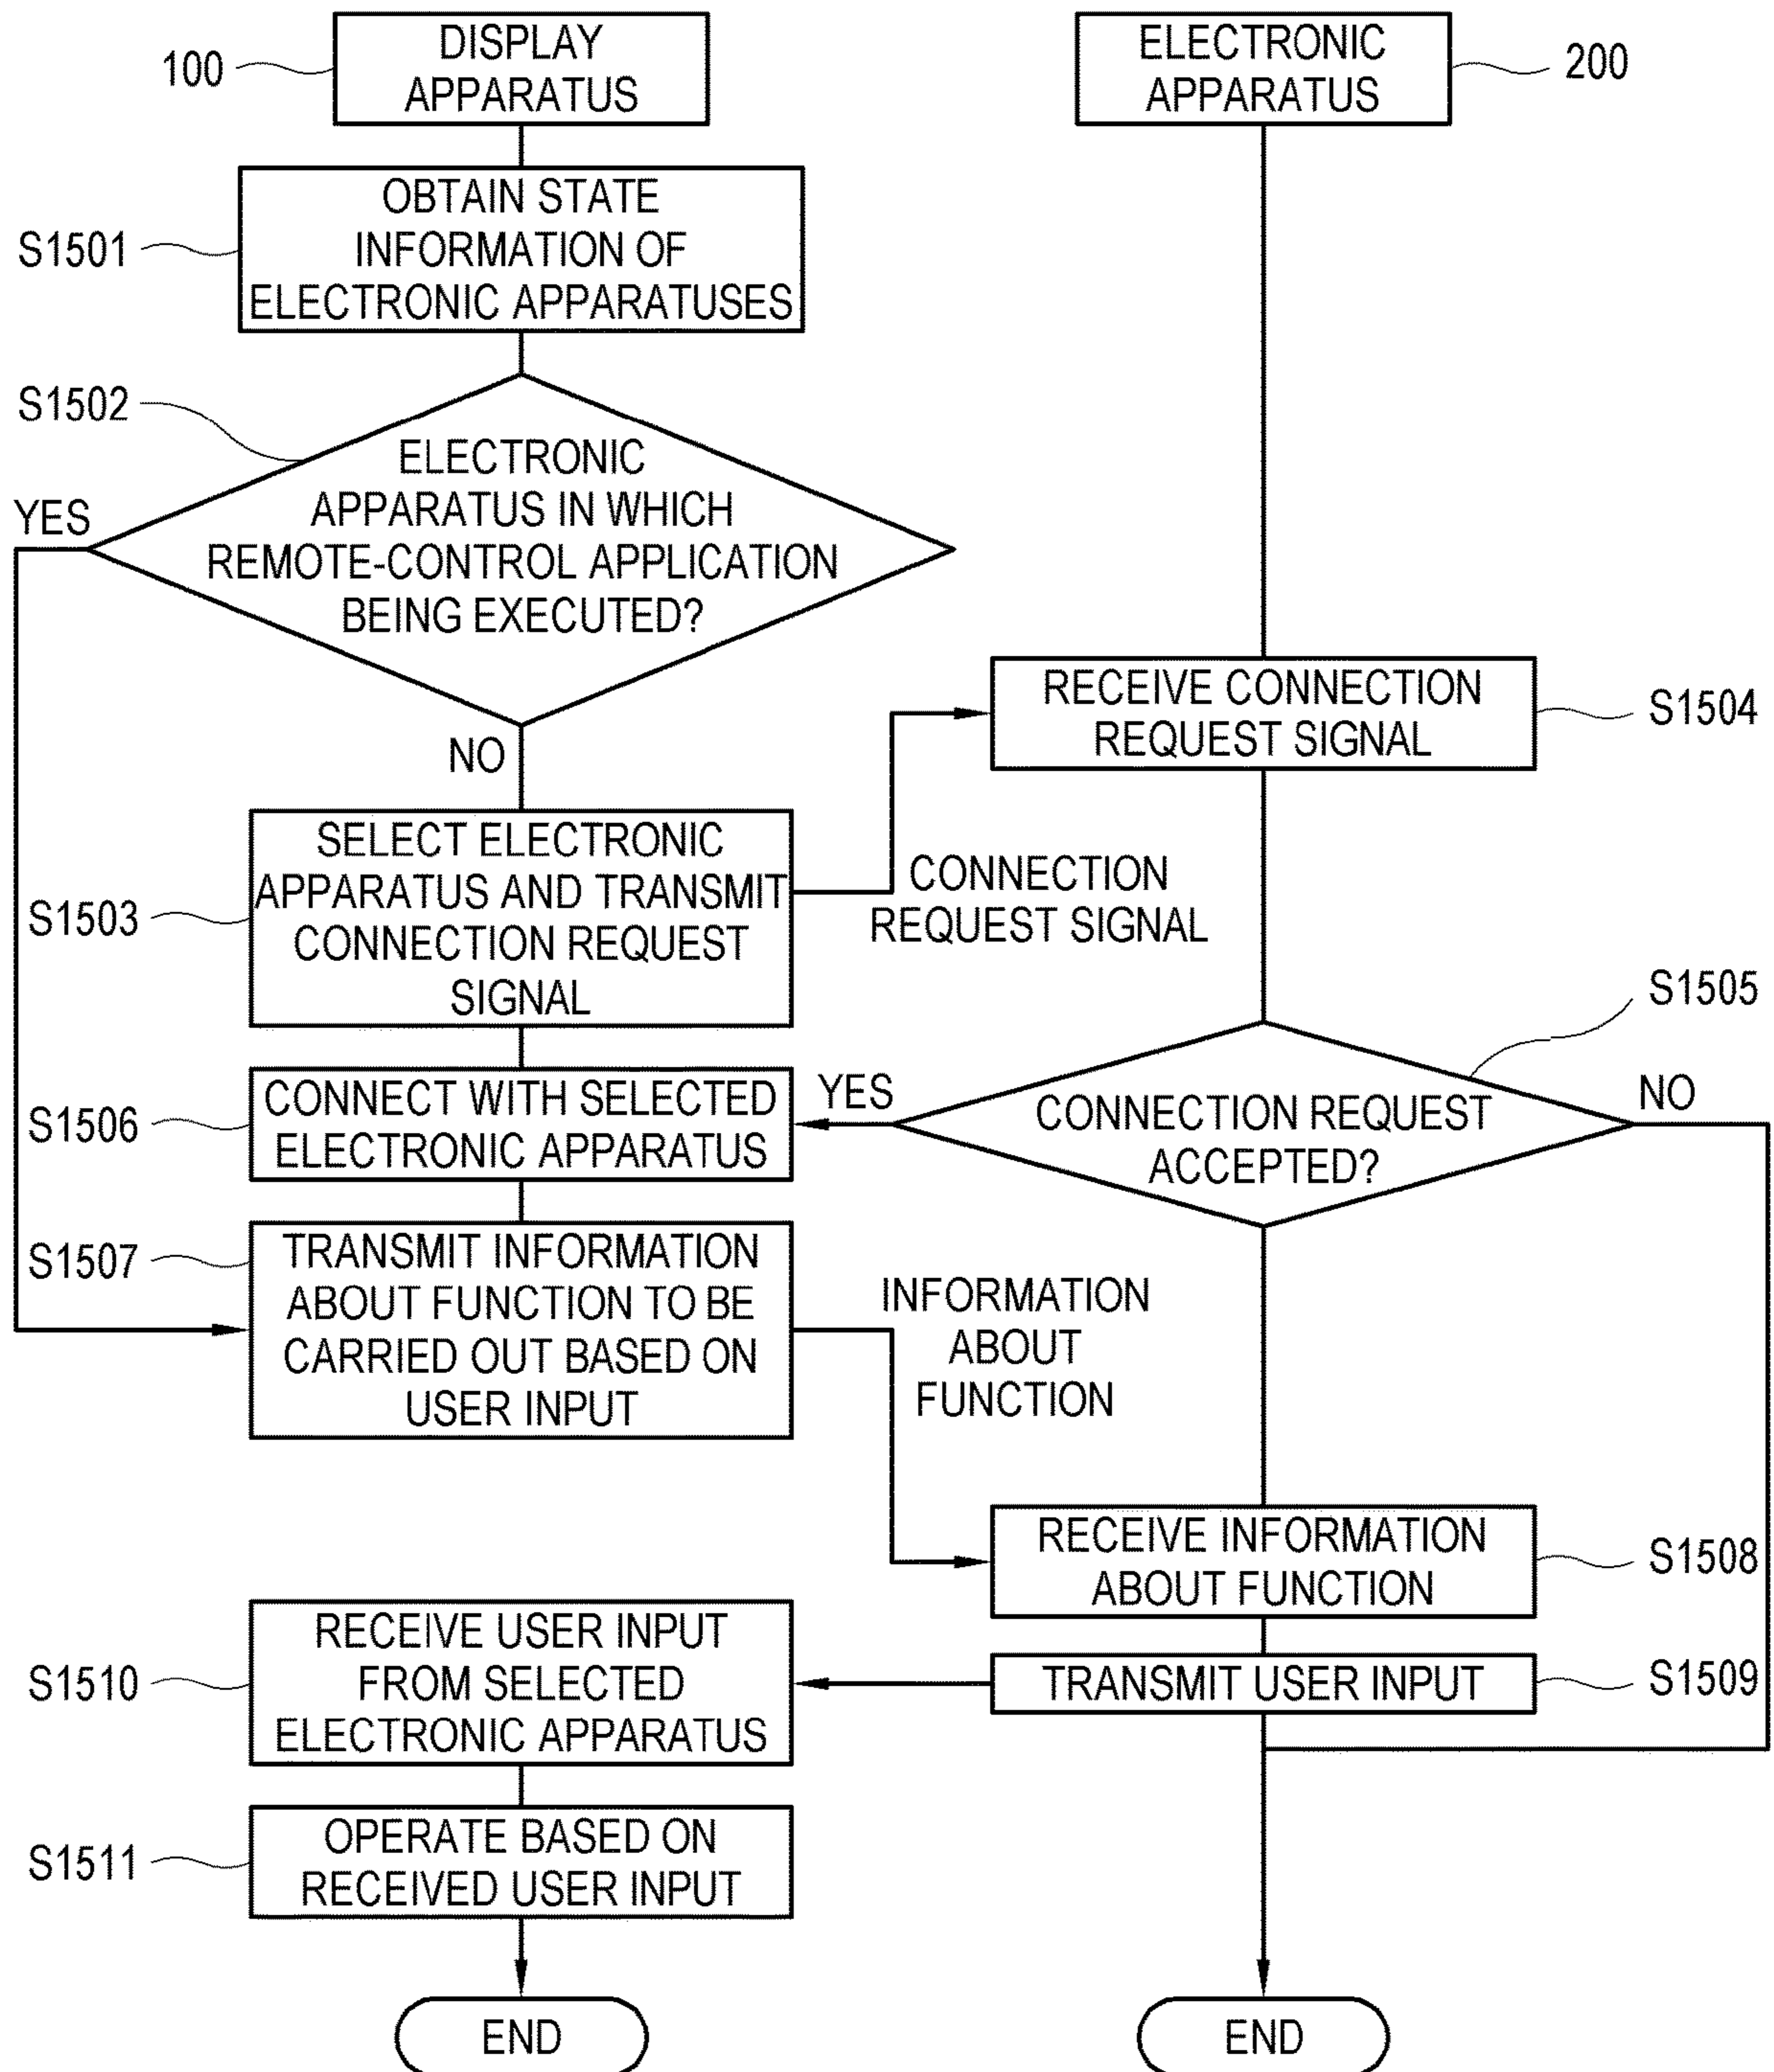 100
DISPLAY
APPARATUS
ELECTRONIC
APPARATUS
200
S1501
OBTAIN STATE
INFORMATION OF
ELECTRONIC APPARATUSES
S1502
ELECTRONIC
APPARATUS IN WHICH
REMOTE-CONTROL APPLICATION
BEING EXECUTED?
YES
NO
RECEIVE CONNECTION
REQUEST SIGNAL
S1504
S1503
SELECT ELECTRONIC
APPARATUS AND TRANSMIT
CONNECTION REQUEST
SIGNAL
CONNECTION
REQUEST SIGNAL
S1505
S1506
CONNECT WITH SELECTED
ELECTRONIC APPARATUS
YES
CONNECTION REQUEST
ACCEPTED?
NO
S1507
TRANSMIT INFORMATION
ABOUT FUNCTION TO BE
CARRIED OUT BASED ON
USER INPUT
INFORMATION
ABOUT
FUNCTION
RECEIVE INFORMATION
ABOUT FUNCTION
S1508
S1510
RECEIVE USER INPUT
FROM SELECTED
ELECTRONIC APPARATUS
TRANSMIT USER INPUT
S1509
S1511
OPERATE BASED ON
RECEIVED USER INPUT
END
END